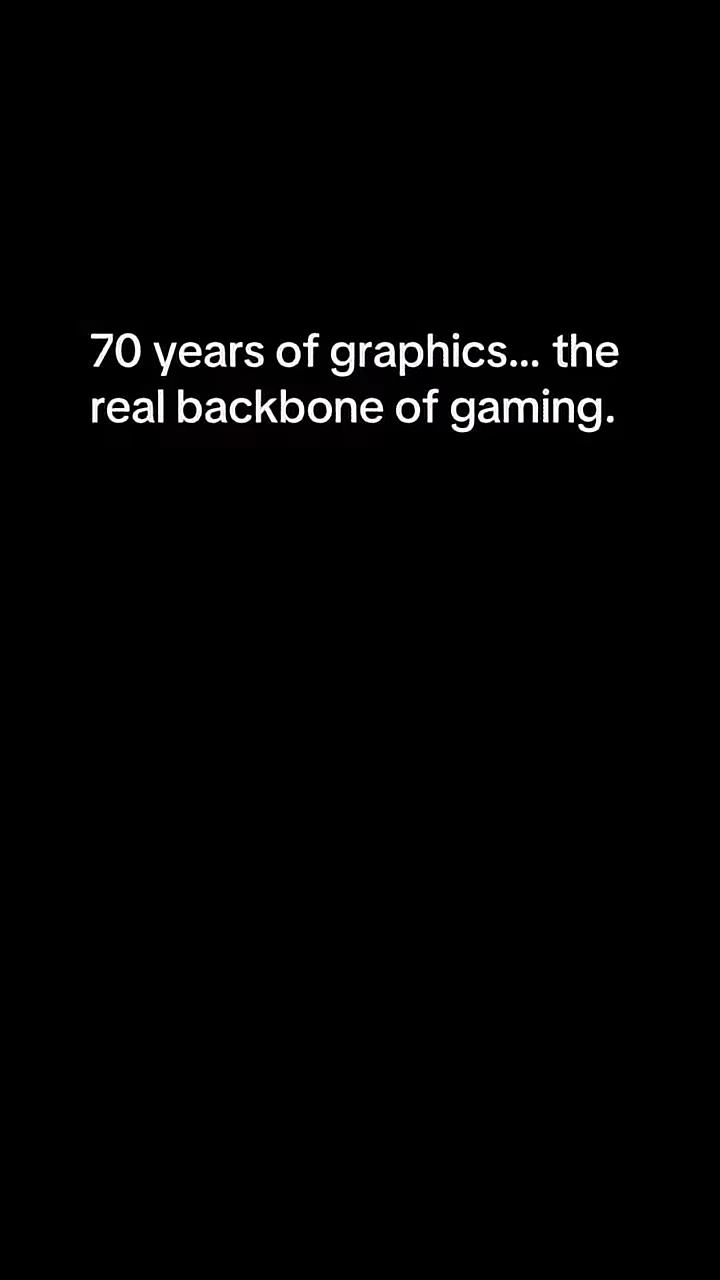 70 years of graphics... the
real backbone of gaming.